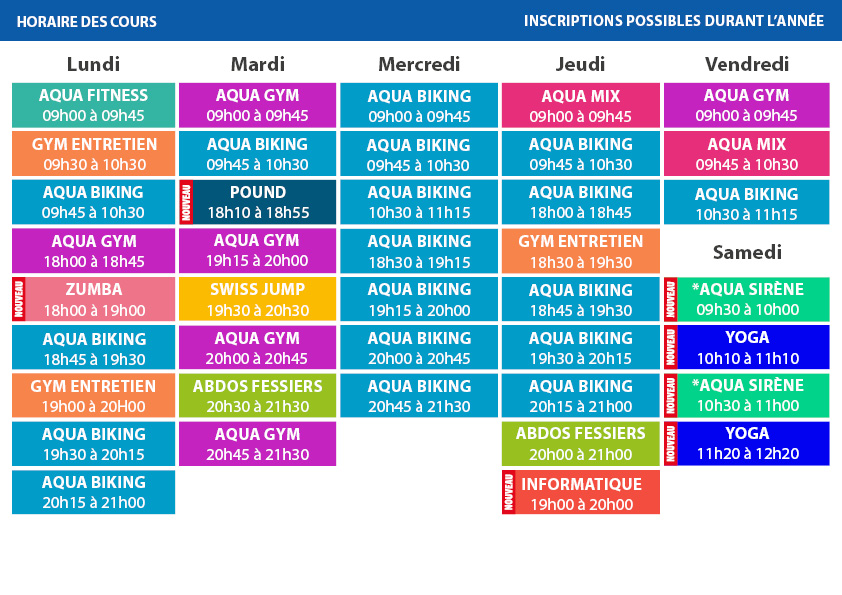 HORAIRE DES COURS
INSCRIPTIONS POSSIBLES DURANT L'ANNÉE
Lundi
AQUA FITNESS
09h00 à 09h45
GYM ENTRETIEN
09h30 à 10h30
AQUA BIKING
09h45 à 10h30
AQUA GYM
18h00 à 18h45
NOUVEAU
ZUMBA
18h00 à 19h00
AQUA BIKING
18h45 à 19h30
GYM ENTRETIEN
19h00 à 20H00
AQUA BIKING
19h30 à 20h15
AQUA BIKING
20h15 à 21h00
Mardi
AQUA GYM
09h00 à 09h45
AQUA BIKING
09h45 à 10h30
NOUVEAU
POUND
18h10 à 18h55
AQUA GYM
19h15 à 20h00
SWISS JUMP
19h30 à 20h30
AQUA GYM
20h00 à 20h45
ABDOS FESSIERS
20h30 à 21h30
AQUA GYM
20h45 à 21h30
Mercredi
AQUA BIKING
09h00 à 09h45
AQUA BIKING
09h45 à 10h30
AQUA BIKING
10h30 à 11h15
AQUA BIKING
18h30 à 19h15
AQUA BIKING
19h15 à 20h00
AQUA BIKING
20h00 à 20h45
AQUA BIKING
20h45 à 21h30
Jeudi
AQUA MIX
09h00 à 09h45
AQUA BIKING
09h45 à 10h30
AQUA BIKING
18h00 à 18h45
GYM ENTRETIEN
18h30 à 19h30
AQUA BIKING
18h45 à 19h30
AQUA BIKING
19h30 à 20h15
AQUA BIKING
20h15 à 21h00
ABDOS FESSIERS
20h00 à 21h00
NOUVEAU
INFORMATIQUE
19h00 à 20h00
Vendredi
AQUA GYM
09h00 à 09h45
AQUA MIX
09h45 à 10h30
AQUA BIKING
10h30 à 11h15
Samedi
NOUVEAU
*AQUA SIRÈNE
09h30 à 10h00
NOUVEAU
YOGA
10h10 à 11h10
NOUVEAU
*AQUA SIRÈNE
10h30 à 11h00
NOUVEAU
YOGA
11h20 à 12h20